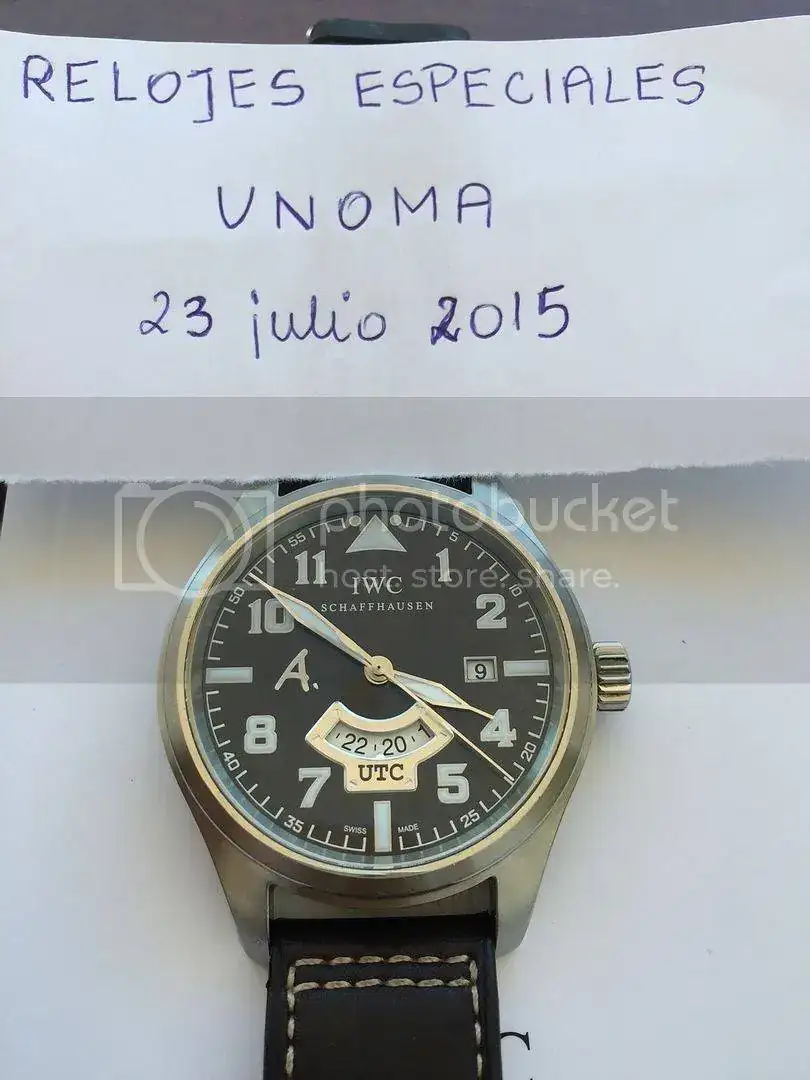 RELOJES ESPECIALES
UNOMA
23 julio 2015
photobucket
host. store. share.
55 5
11 1
50 10
IWC
SCHAFFHAUSEN
10 2
A. 9
8 4
22 20 1
UTC
40 20
7 5
35 25
SWISS MADE